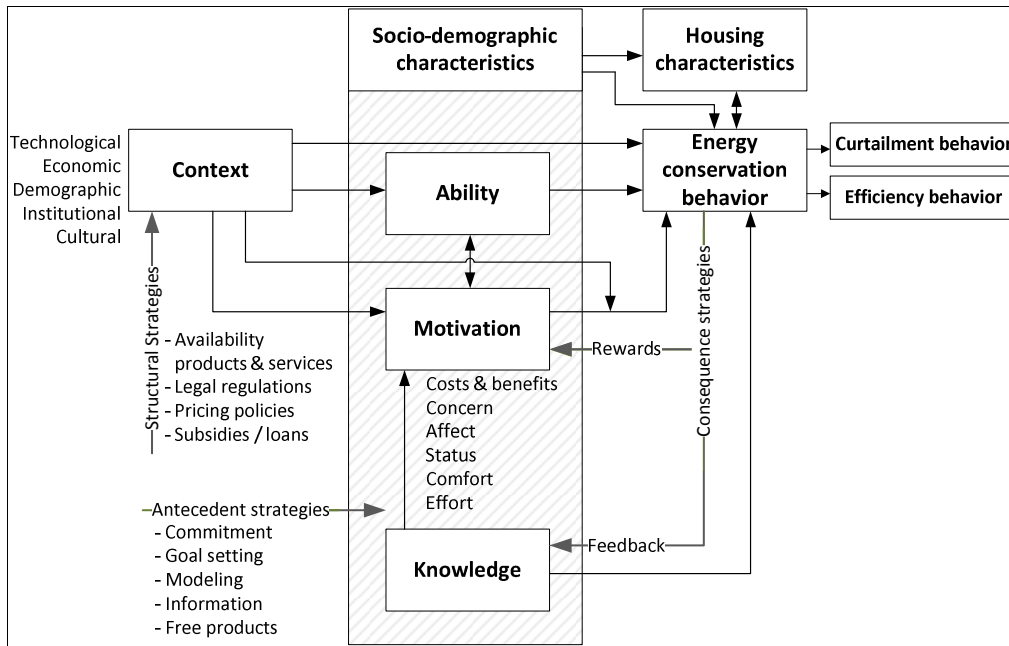 Socio-demographic
characteristics
Housing
characteristics
Technological
Economic
Demographic
Institutional
Cultural
Context
Ability
Energy
conservation
behavior
Curtailment behavior
Efficiency behavior
Structural Strategies
- Availability
products & services
- Legal regulations
- Pricing policies
- Subsidies / loans
Motivation
Costs & benefits
Concern
Affect
Status
Comfort
Effort
Rewards
Consequence strategies
Antecedent strategies
- Commitment
- Goal setting
- Modeling
- Information
- Free products
Knowledge
Feedback